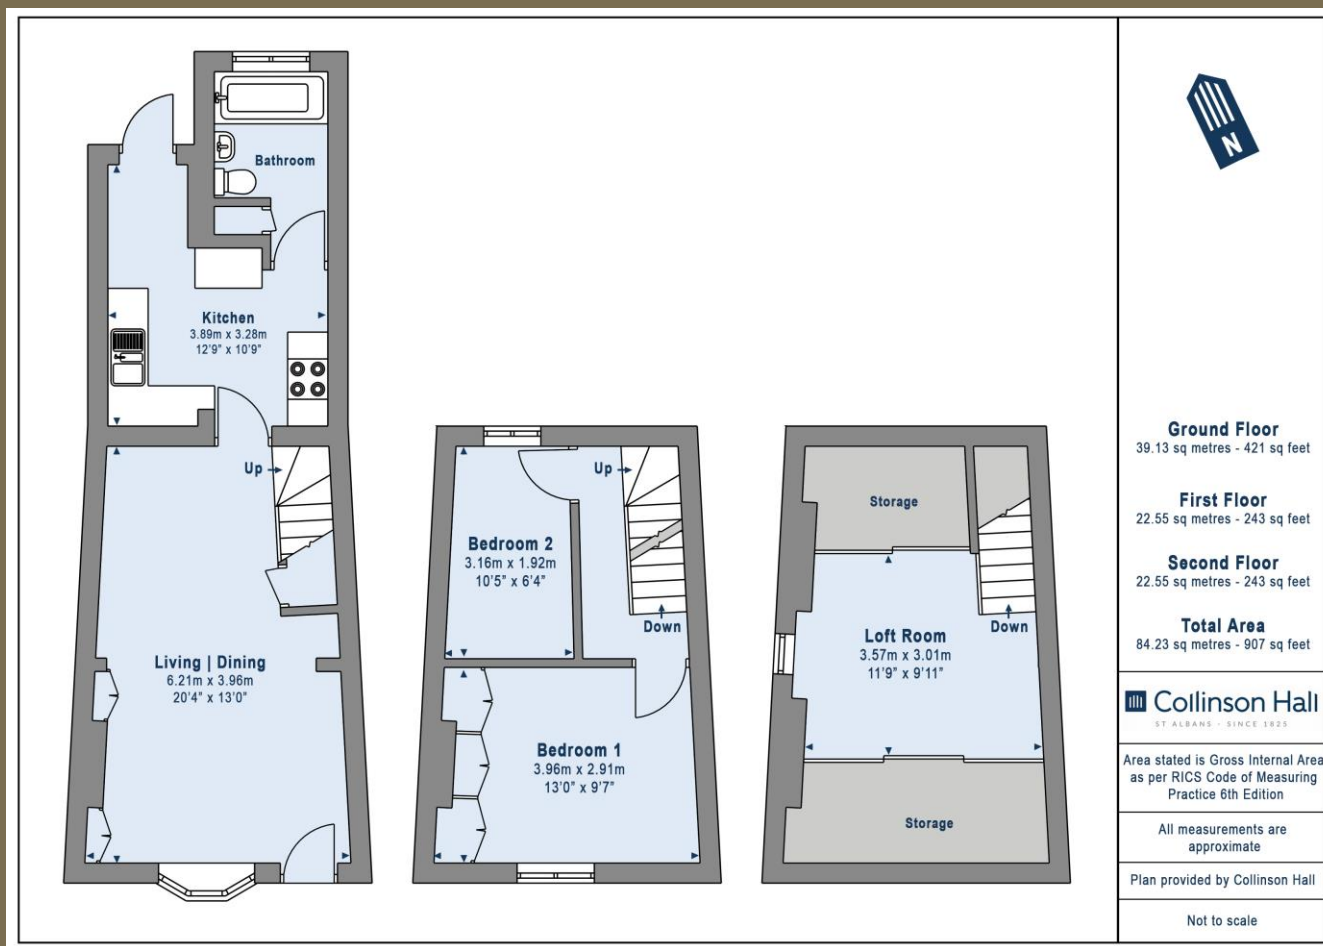 Bathroom
Kitchen
3.89m x 3.28m
12'9" x 10'9"
Up
Living | Dining
6.21m x 3.96m
20'4" x 13'0"
Up
Bedroom 2
3.16m x 1.92m
10'5" x 6'4"
Down
Bedroom 1
3.96m x 2.91m
13'0" x 9'7"
Storage
Loft Room
3.57m x 3.01m
11'9" x 9'11"
Down
Storage
N
Ground Floor
39.13 sq metres - 421 sq feet
First Floor
22.55 sq metres - 243 sq feet
Second Floor
22.55 sq metres - 243 sq feet
Total Area
84.23 sq metres - 907 sq feet
Collinson Hall
ST ALBANS - SINCE 1825
Area stated is Gross Internal Area
as per RICS Code of Measuring
Practice 6th Edition
All measurements are
approximate
Plan provided by Collinson Hall
Not to scale